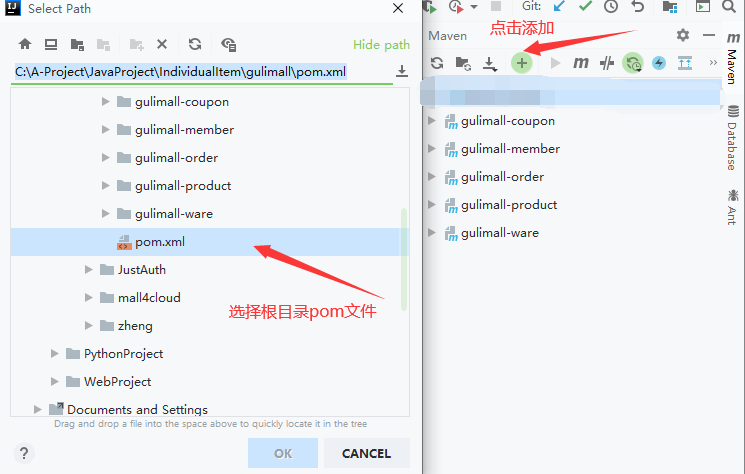 Select Path
Hide path
C:\A-Project\JavaProject\IndividualItem\gulimall\pom.xml
gulimall-coupon
gulimall-member
gulimall-order
gulimall-product
gulimall-ware
pom.xml
JustAuth
mall4cloud
zheng
PythonProject
WebProject
Documents and Settings
选择根目录pom文件
Drag and drop a file into the space above to quickly locate it in the tree
?
OK
CANCEL
Git:
点击添加
Maven
gulimall-coupon
gulimall-member
gulimall-order
gulimall-product
gulimall-ware
Maven
Database
Ant